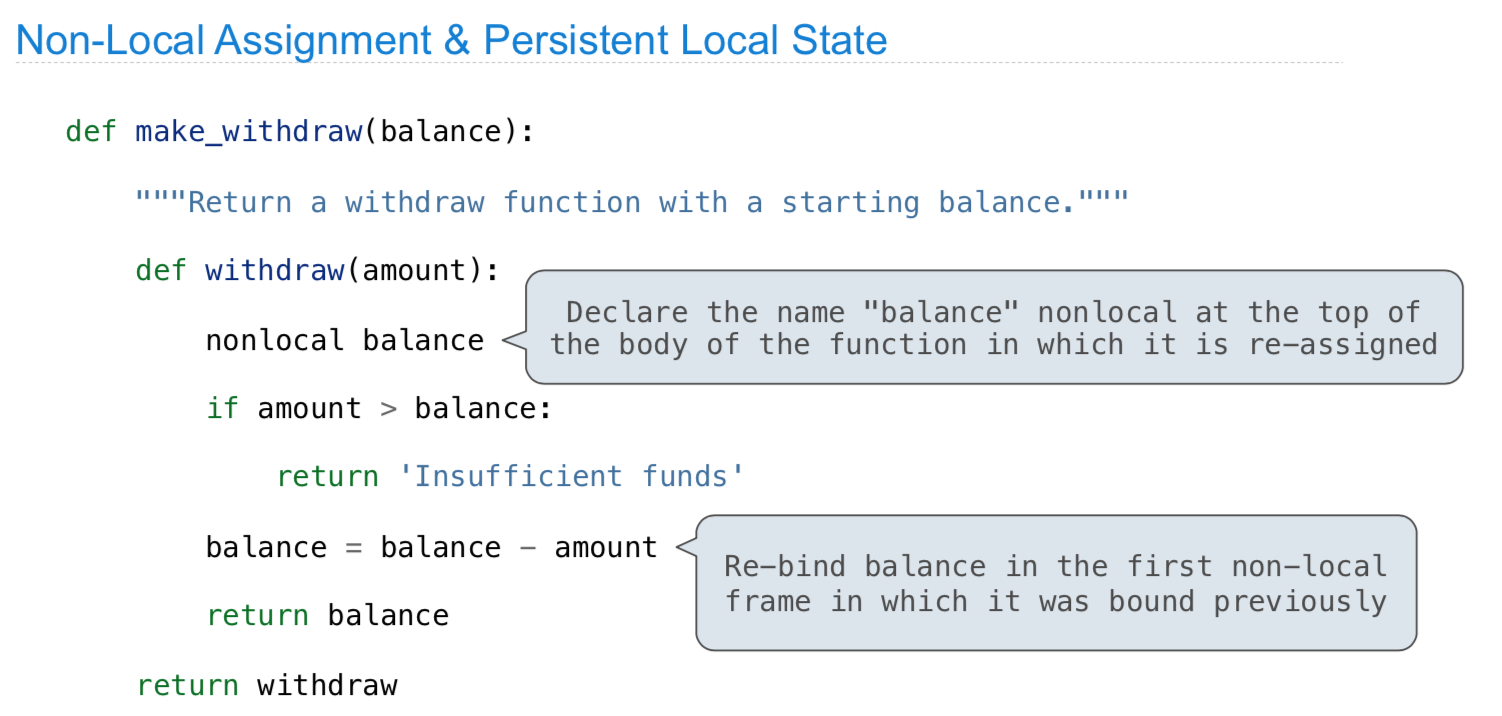 Non-Local Assignment & Persistent Local State
def make_withdraw(balance):
"""Return a withdraw function with a starting balance."""
def withdraw(amount):
Declare the name "balance" nonlocal at the top of
nonlocal balance
the body of the function in which it is re-assigned
if amount > balance:
return 'Insufficient funds'
balance = balance - amount
Re-bind balance in the first non-local
frame in which it was bound previously
return balance
return withdraw